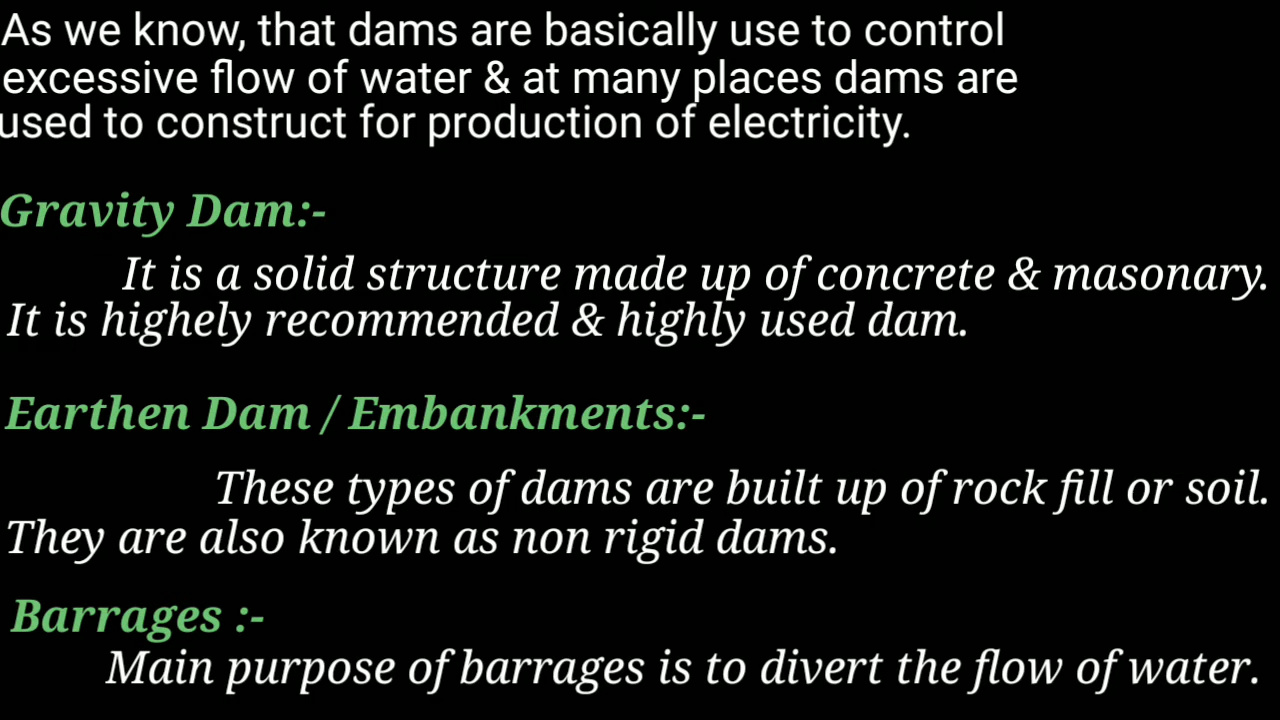 As we know, that dams are basically use to control
excessive flow of water & at many places dams are
used to construct for production of electricity.
Gravity Dam:-
It is a solid structure made up of concrete & masonary.
It is highely recommended & highly used dam.
Earthen Dam / Embankments:-
These types of dams are built up of rock fill or soil.
They are also known as non rigid dams.
Barrages :-
Main purpose of barrages is to divert the flow of water.